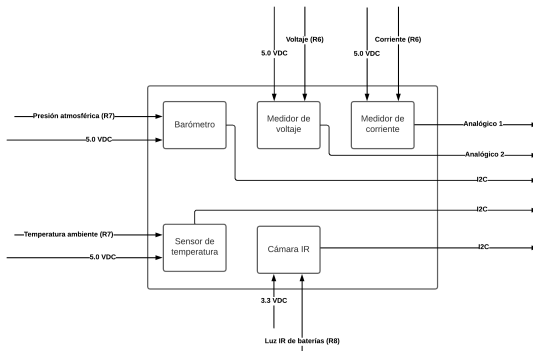 Voltaje (R6)
Corriente (R6)
5.0 VDC
5.0 VDC
Presión atmosférica (R7)
Barómetro
Medidor de
voltaje
Medidor de
corriente
Analógico 1
5.0 VDC
Analógico 2
I2C
I2C
Temperatura ambiente (R7)
Sensor de
temperatura
Cámara IR
I2C
5.0 VDC
3.3 VDC
Luz IR de baterías (R8)